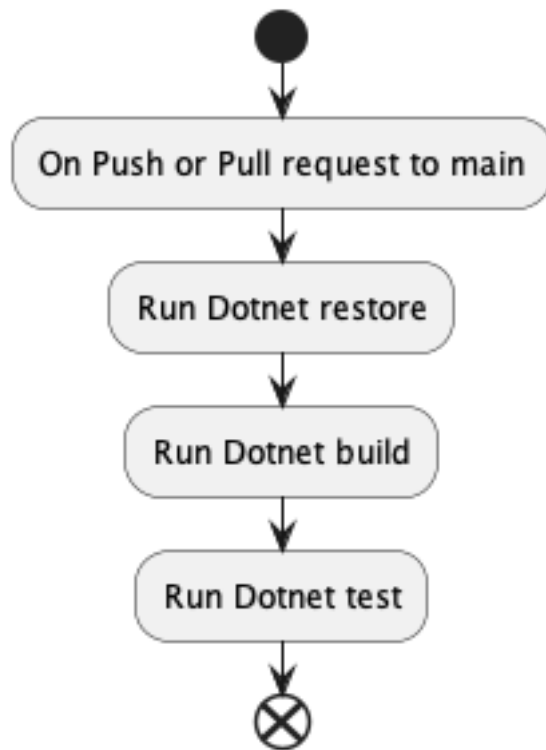 On Push or Pull request to main
Run Dotnet restore
Run Dotnet build
Run Dotnet test